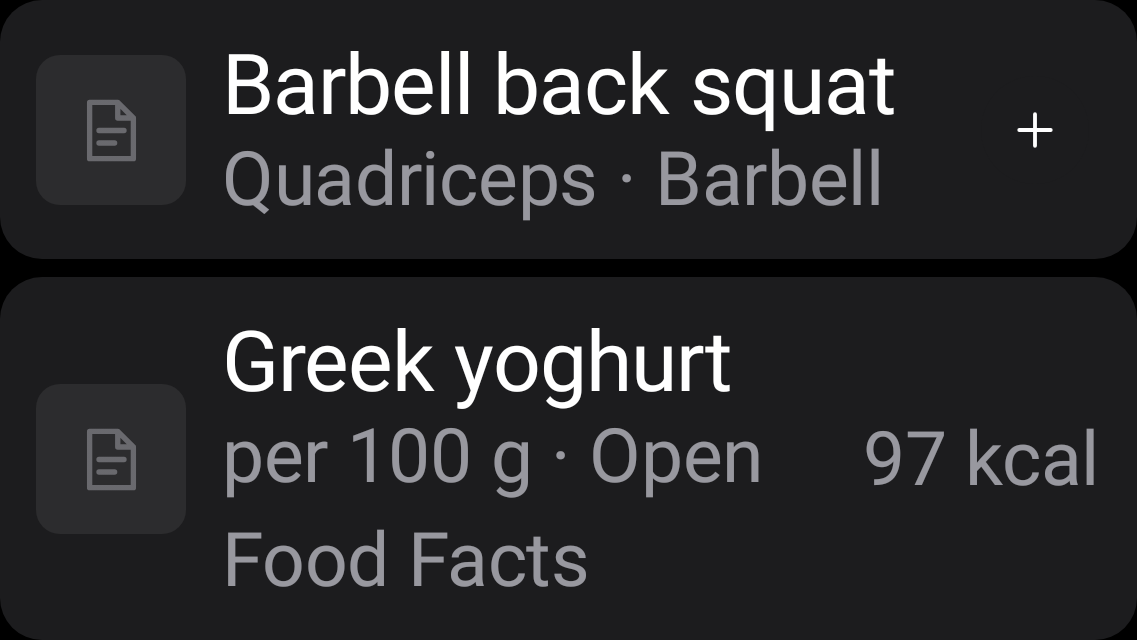 Barbell back squat
Quadriceps · Barbell
Greek yoghurt
per 100 g · Open
Food Facts
97 kcal